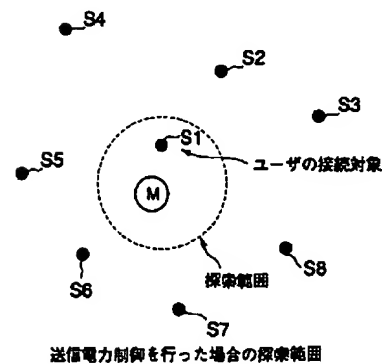 S4
S2
S3
S1
ユーザの接続対象
S5
M
探索範囲
S6
S8
S7
送信電力制御を行った場合の探索範囲